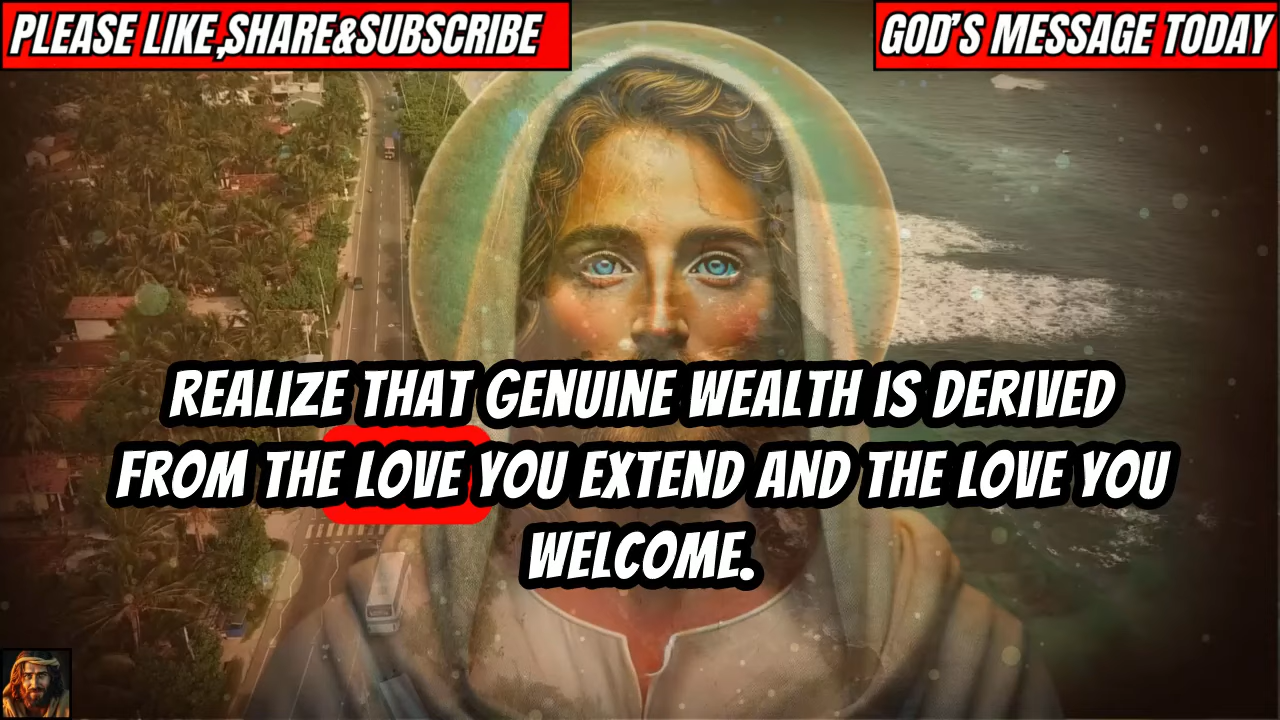 PLEASE LIKE,SHARE&SUBSCRIBE
GOD'S MESSAGE TODAY
REALIZE THAT GENUINE WEALTH IS DERIVED
FROM THE LOVE YOU EXTEND AND THE LOVE YOU
WELCOME.